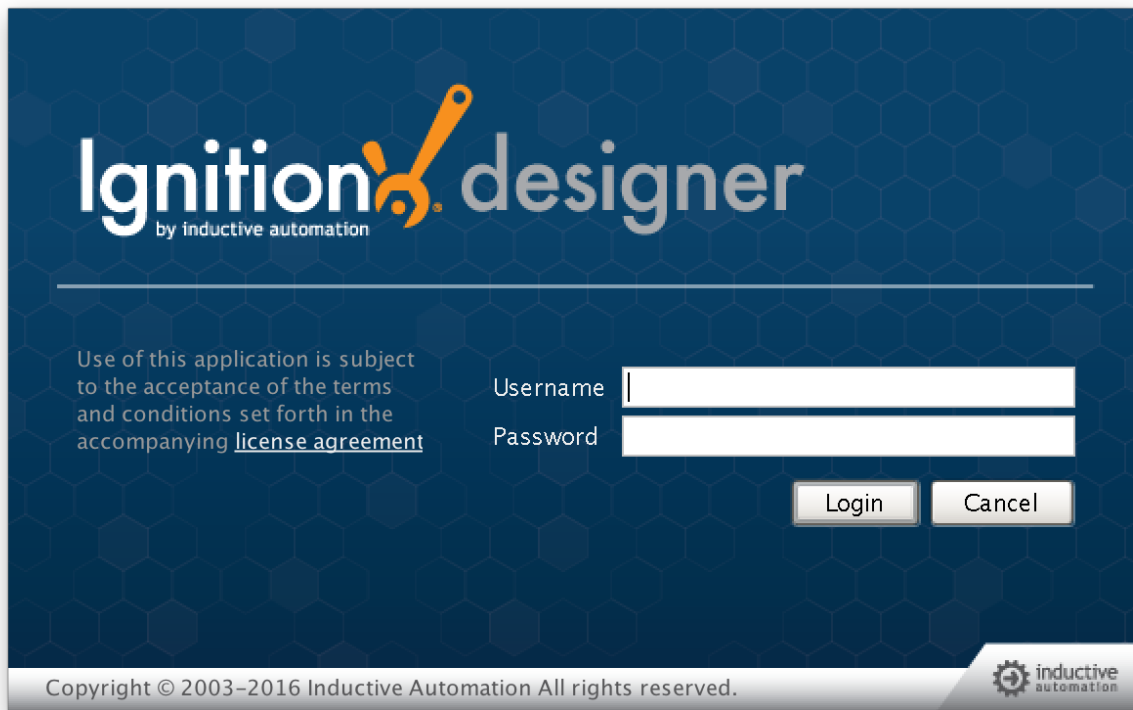 Ignition® designer
by inductive automation
Use of this application is subject
to the acceptance of the terms
and conditions set forth in the
accompanying license agreement
Username
Password
Login Cancel
Copyright © 2003-2016 Inductive Automation All rights reserved.
inductive
automation